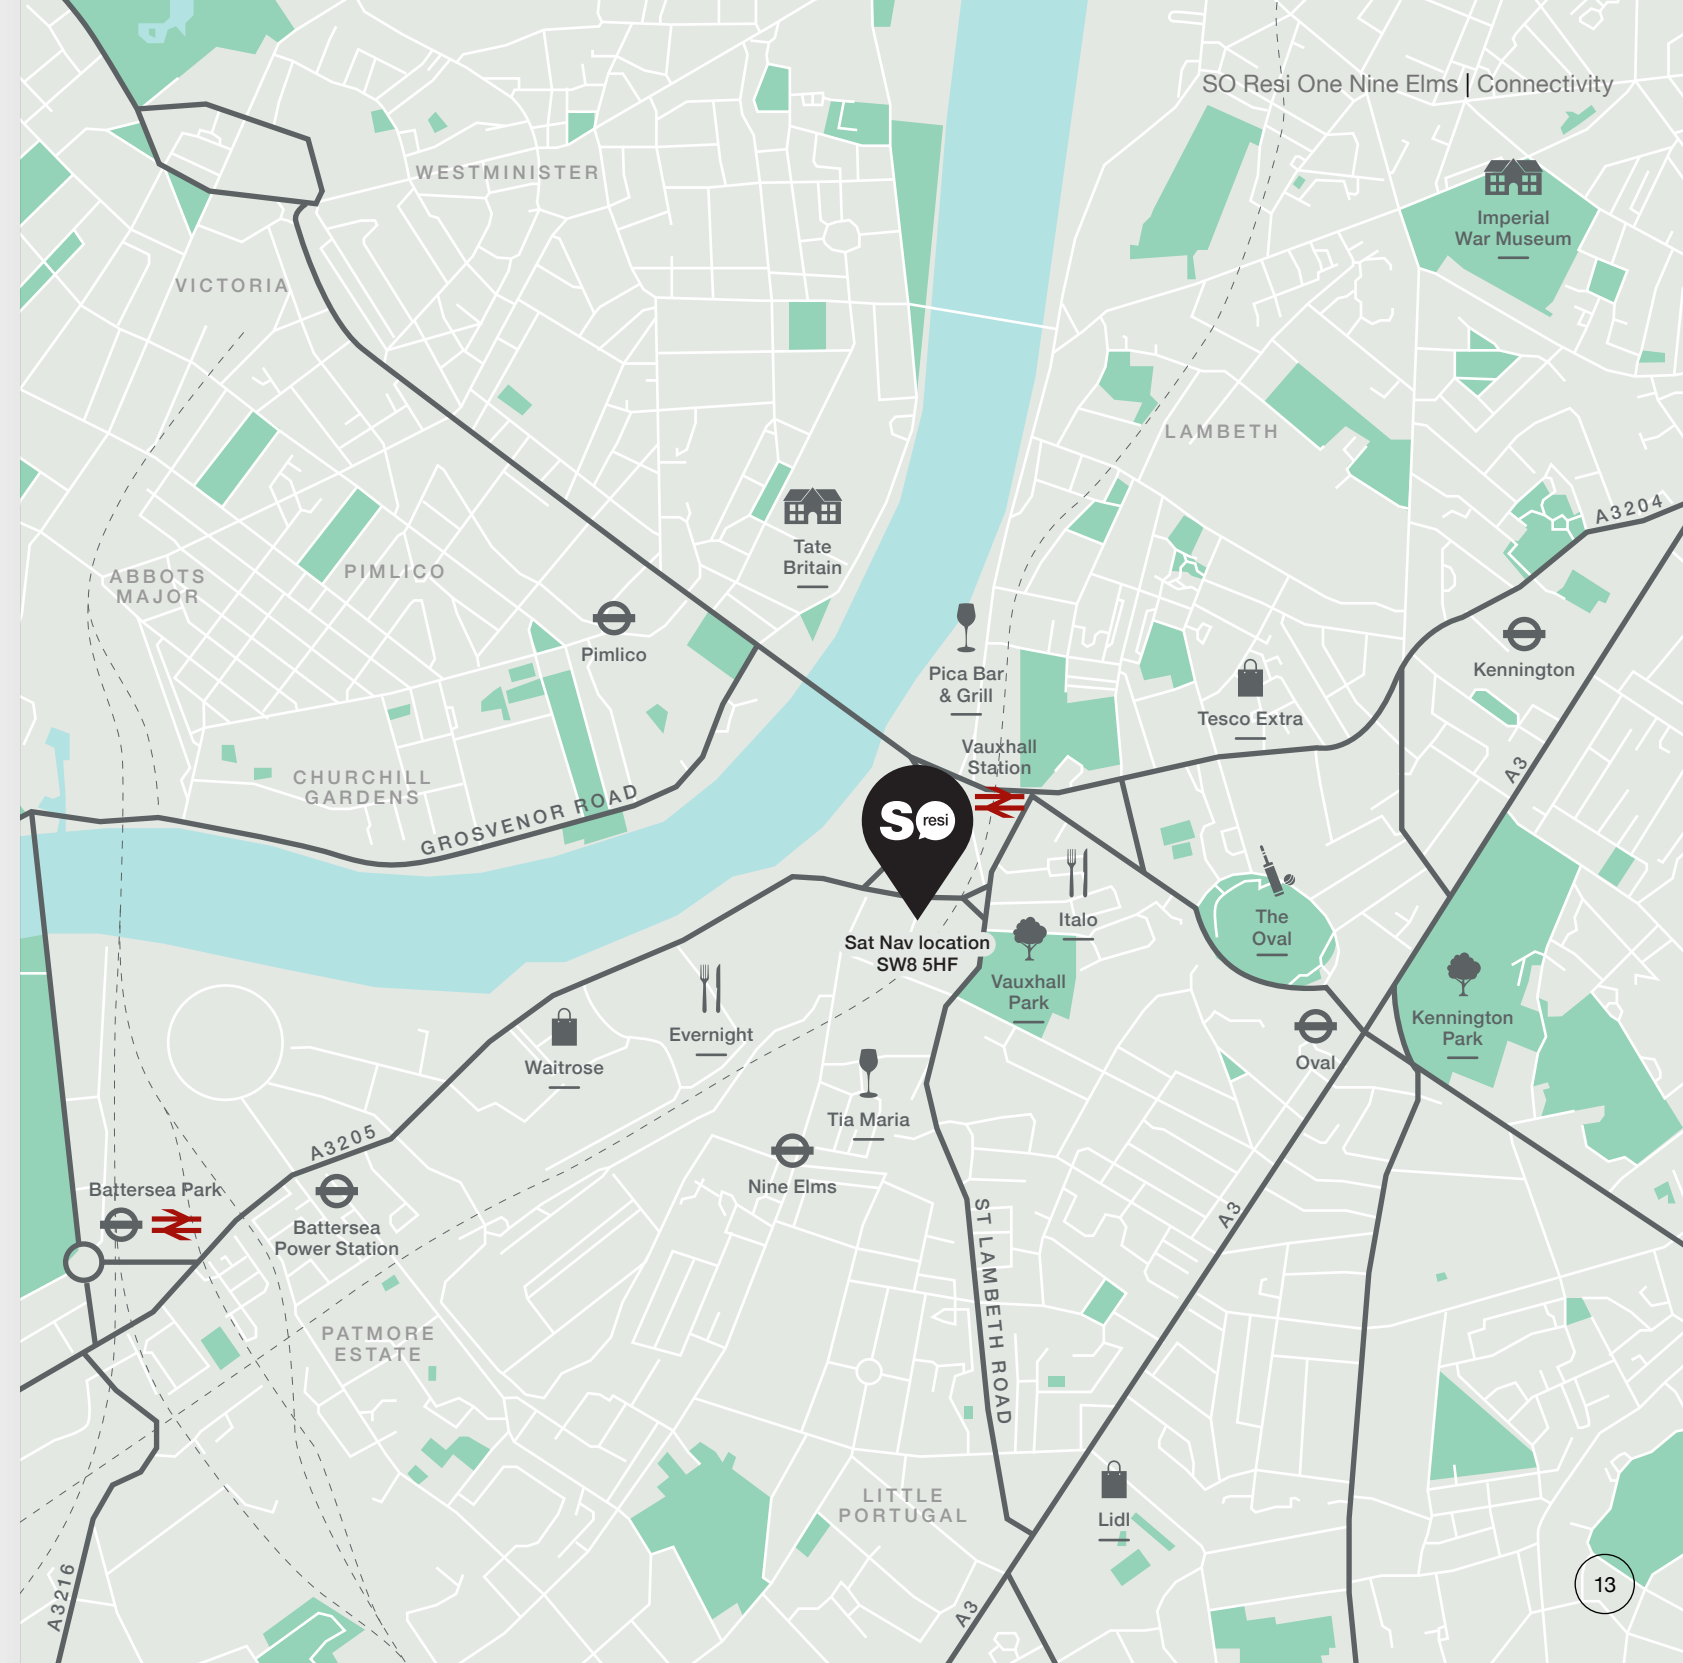 SO Resi One Nine Elms | Connectivity
WESTMINISTER
Imperial
War Museum
VICTORIA
LAMBETH
A3204
Tate
Britain
ABBOTS
MAJOR
PIMLICO
Pimlico
Pica Bar
& Grill
Kennington
Tesco Extra
Vauxhall
Station
A3
CHURCHILL
GARDENS
GROSVENOR ROAD
SO resi
Italo
The
Oval
Sat Nav location
SW8 5HF
Vauxhall
Park
Kennington
Park
Evernight
Waitrose
Oval
Tia Maria
A3205
Nine Elms
Battersea Park
Battersea
Power Station
A3
ST LAMBETH ROAD
PATMORE
ESTATE
LITTLE
PORTUGAL
Lidl
A3216
A3
13